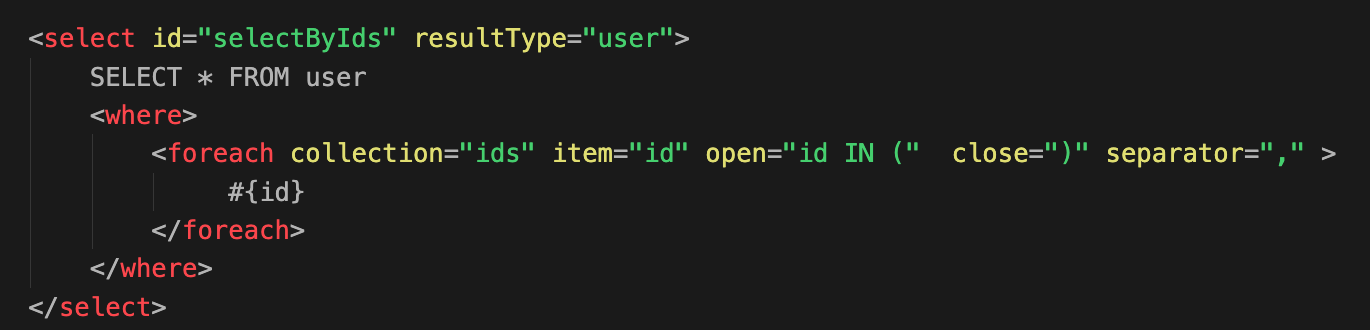 <select id="selectByIds" resultType="user">
    SELECT * FROM user
    <where>
        <foreach collection="ids" item="id" open="id IN ("  close=")" separator="," >
            #{id}
        </foreach>
    </where>
</select>